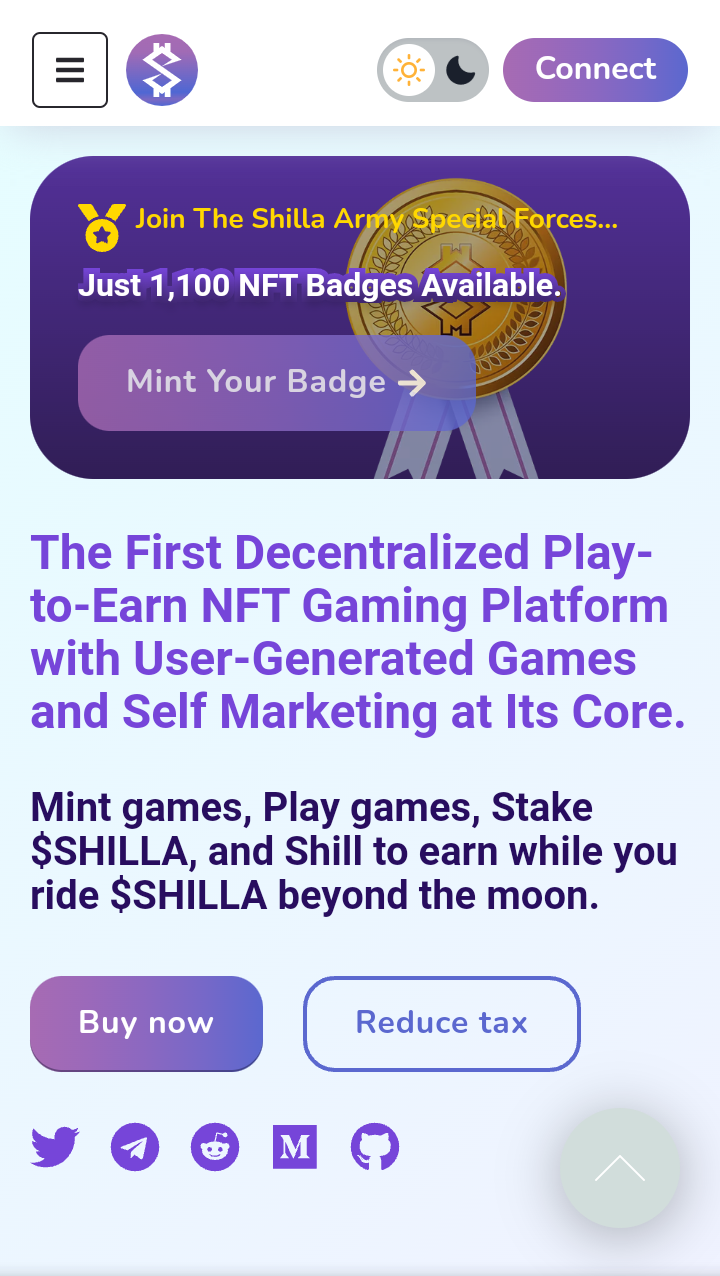 Connect
Join The Shilla Army Special Forces...
Just 1,100 NFT Badges Available.
Mint Your Badge
The First Decentralized Play-
to-Earn NFT Gaming Platform
with User-Generated Games
and Self Marketing at Its Core.
Mint games, Play games, Stake
$SHILLA, and Shill to earn while you
ride $SHILLA beyond the moon.
Buy now
Reduce tax